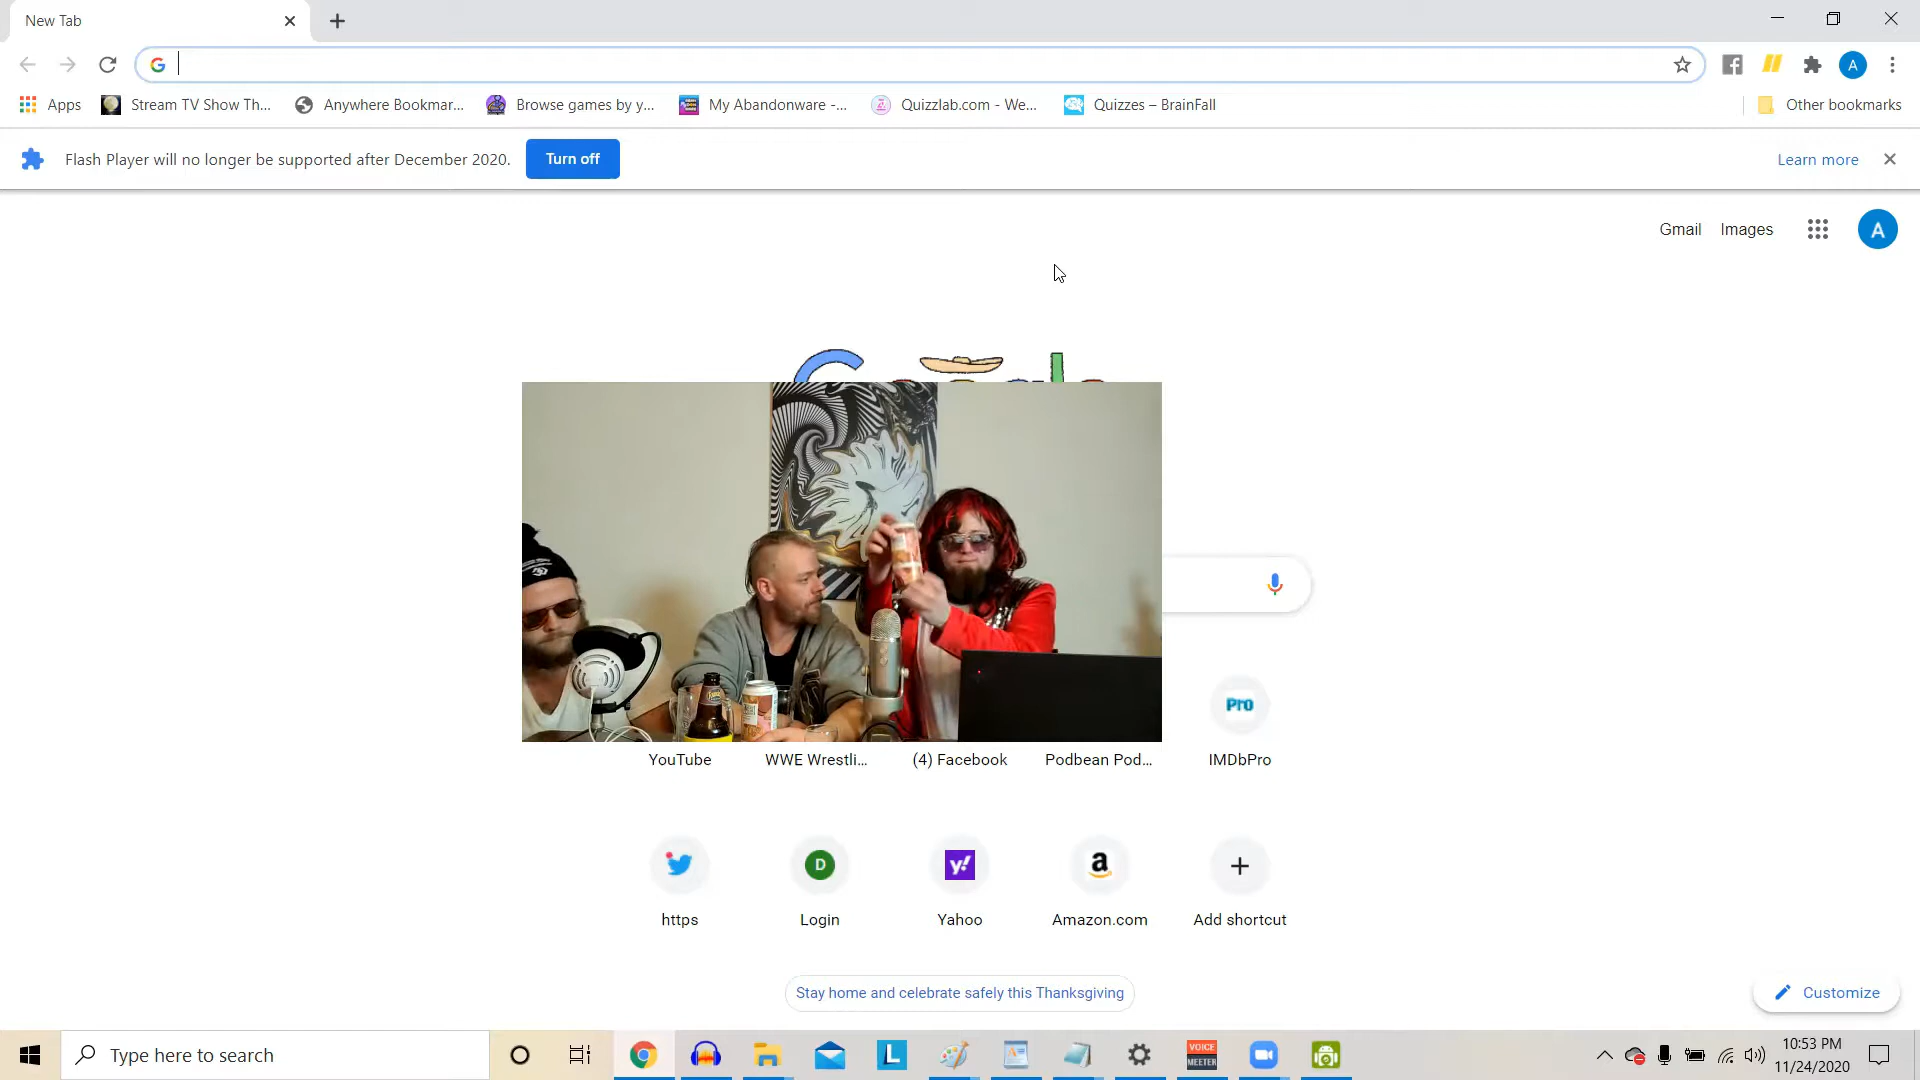 New Tab
Apps
Stream TV Show Th...
Anywhere Bookmar...
Browse games by y...
My Abandonware -...
Quizzlab.com - We...
Quizzes – BrainFall
Other bookmarks
Flash Player will no longer be supported after December 2020.
Turn off
Learn more
A
Gmail
Images
A
Pro
YouTube
WWE Wrestli...
(4) Facebook
Podbean Pod...
IMDbPro
D
y!
a
https
Login
Yahoo
Amazon.com
Add shortcut
Stay home and celebrate safely this Thanksgiving
Customize
Type here to search
L
VOICE
MEETER
10:53 PM
11/24/2020